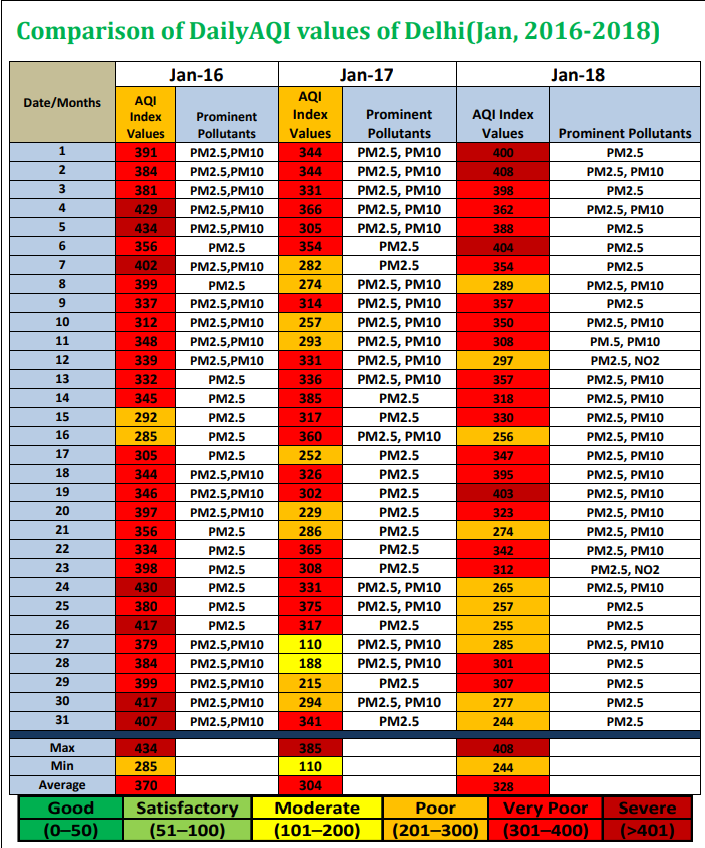 Comparison of DailyAQI values of Delhi(Jan, 2016-2018)
Date/Months Jan-16 Jan-17 Jan-18
AQI Index Values Prominent Pollutants AQI Index Values Prominent Pollutants AQI Index Values Prominent Pollutants
1 391 PM2.5,PM10 344 PM2.5, PM10 400 PM2.5
2 384 PM2.5,PM10 344 PM2.5, PM10 408 PM2.5, PM10
3 381 PM2.5,PM10 331 PM2.5, PM10 398 PM2.5
4 429 PM2.5,PM10 366 PM2.5, PM10 362 PM2.5, PM10
5 434 PM2.5,PM10 305 PM2.5, PM10 388 PM2.5
6 356 PM2.5 354 PM2.5 404 PM2.5
7 402 PM2.5,PM10 282 PM2.5 354 PM2.5
8 399 PM2.5 274 PM2.5, PM10 289 PM2.5, PM10
9 337 PM2.5,PM10 314 PM2.5, PM10 357 PM2.5
10 312 PM2.5,PM10 257 PM2.5, PM10 350 PM2.5, PM10
11 348 PM2.5,PM10 293 PM2.5, PM10 308 PM.5, PM10
12 339 PM2.5,PM10 331 PM2.5, PM10 297 PM2.5, NO2
13 332 PM2.5 336 PM2.5, PM10 357 PM2.5, PM10
14 345 PM2.5 385 PM2.5 318 PM2.5, PM10
15 292 PM2.5 317 PM2.5 330 PM2.5, PM10
16 285 PM2.5 360 PM2.5, PM10 256 PM2.5, PM10
17 305 PM2.5 252 PM2.5 347 PM2.5, PM10
18 344 PM2.5,PM10 326 PM2.5 395 PM2.5, PM10
19 346 PM2.5,PM10 302 PM2.5 403 PM2.5, PM10
20 397 PM2.5,PM10 229 PM2.5 323 PM2.5, PM10
21 356 PM2.5 286 PM2.5 274 PM2.5, PM10
22 334 PM2.5 365 PM2.5 342 PM2.5, PM10
23 398 PM2.5 308 PM2.5 312 PM2.5, NO2
24 430 PM2.5 331 PM2.5, PM10 265 PM2.5, PM10
25 380 PM2.5 375 PM2.5, PM10 257 PM2.5
26 417 PM2.5 317 PM2.5 255 PM2.5
27 379 PM2.5,PM10 110 PM2.5, PM10 285 PM2.5, PM10
28 384 PM2.5,PM10 188 PM2.5, PM10 301 PM2.5
29 399 PM2.5,PM10 215 PM2.5 307 PM2.5
30 417 PM2.5,PM10 294 PM2.5, PM10 277 PM2.5
31 407 PM2.5,PM10 341 PM2.5 244 PM2.5
Max 434 385 408
Min 285 110 244
Average 370 304 328
Good Satisfactory Moderate Poor Very Poor Severe
(0–50) (51–100) (101–200) (201–300) (301–400) (>401)